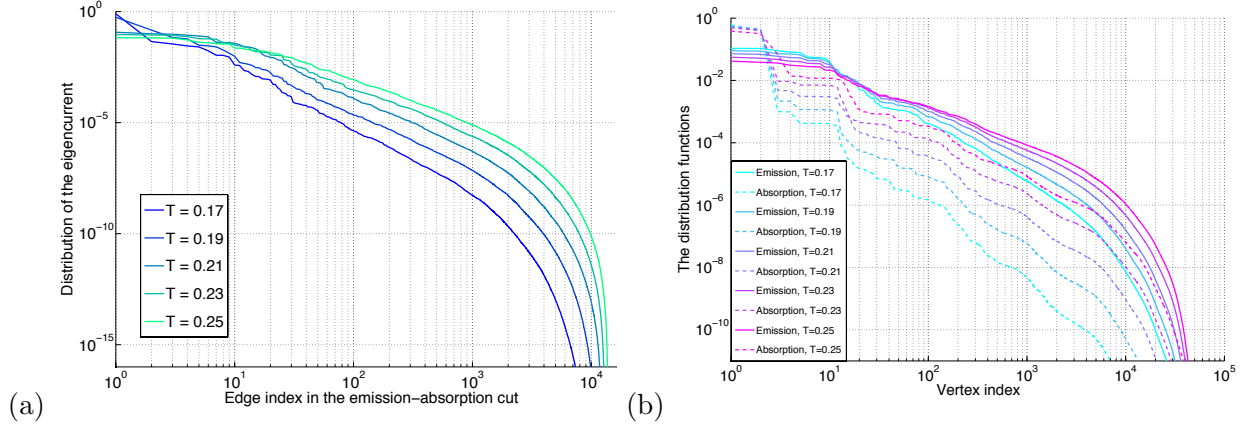 Distribution of the eigencurrent
10^0
10^-5
10^-10
10^-15
T = 0.17
T = 0.19
T = 0.21
T = 0.23
T = 0.25
10^0 10^1 10^2 10^3 10^4
Edge index in the emission−absorption cut
(a)
The distribution functions
10^0
10^-2
10^-4
10^-6
10^-8
10^-10
Emission, T=0.17
Absorption, T=0.17
Emission, T=0.19
Absorption, T=0.19
Emission, T=0.21
Absorption, T=0.21
Emission, T=0.23
Absorption, T=0.23
Emission, T=0.25
Absorption, T=0.25
10^0 10^1 10^2 10^3 10^4 10^5
Vertex index
(b)